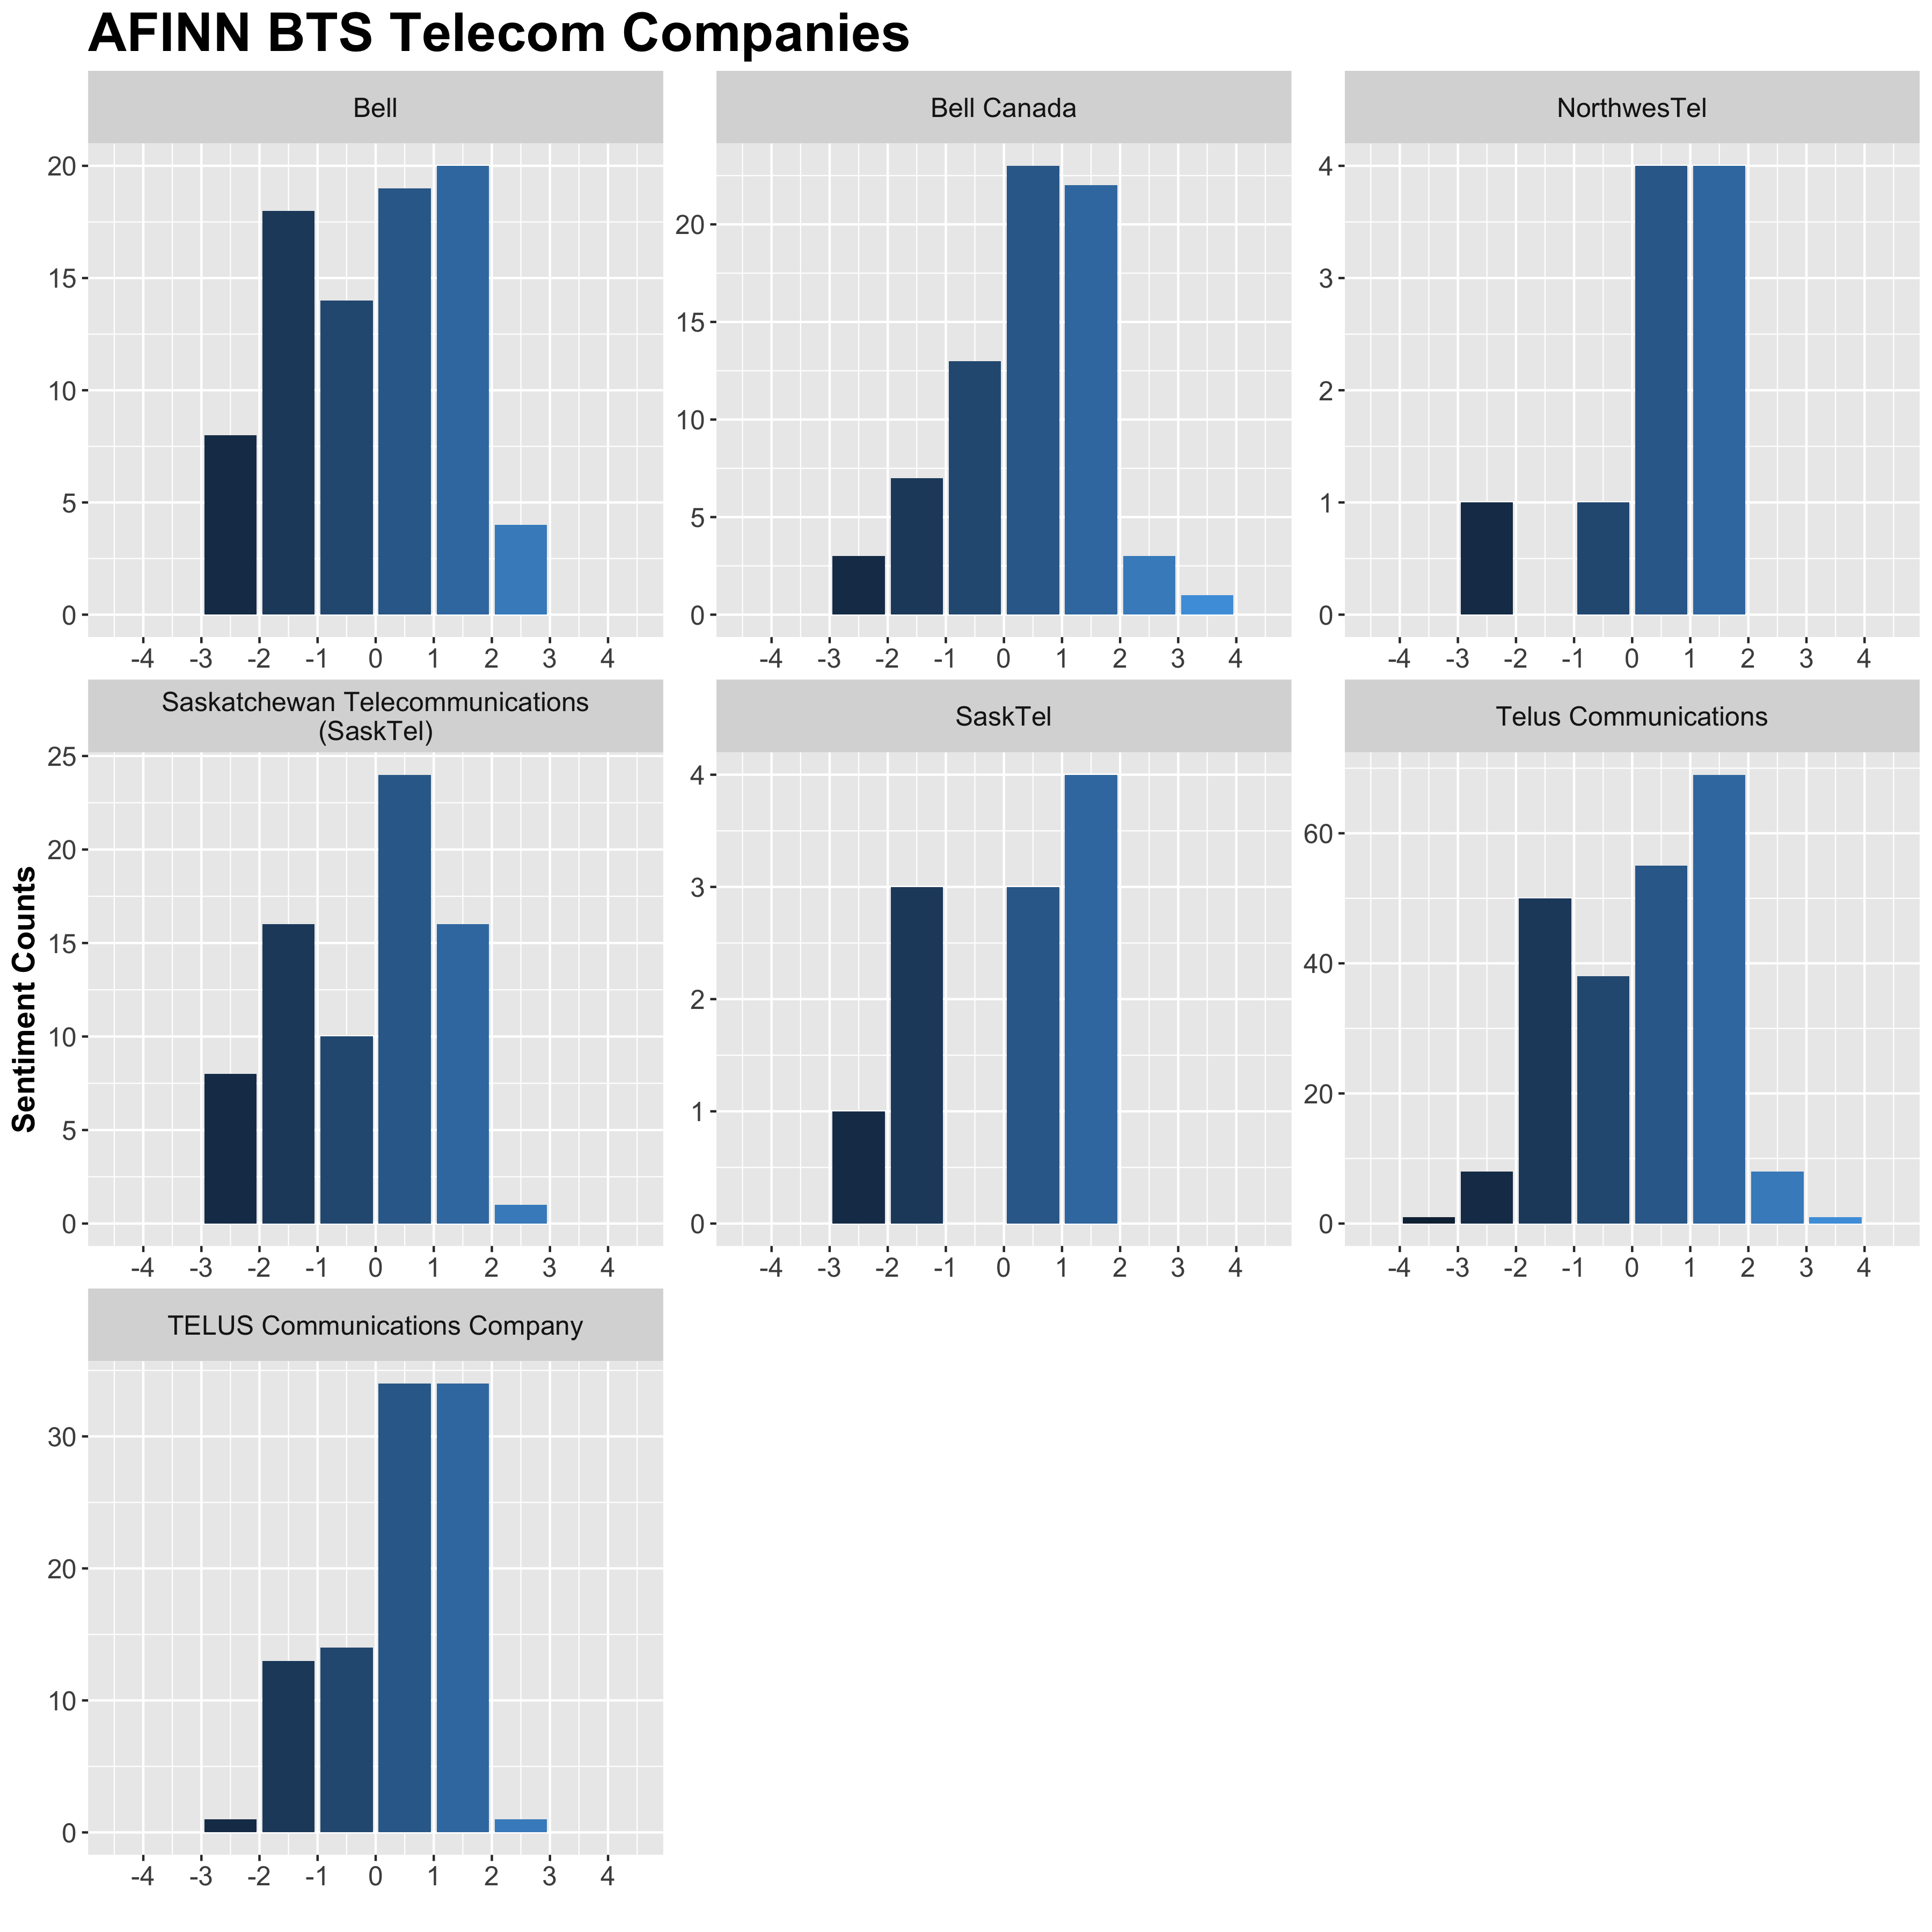 AFINN BTS Telecom Companies
Bell
Bell Canada
NorthwesTel
20
15
10
5
0
-4 -3 -2 -1 0 1 2 3 4
20
15
10
5
0
-4 -3 -2 -1 0 1 2 3 4
4
3
2
1
0
-4 -3 -2 -1 0 1 2 3 4
Saskatchewan Telecommunications
(SaskTel)
SaskTel
Telus Communications
Sentiment Counts
25
20
15
10
5
0
-4 -3 -2 -1 0 1 2 3 4
4
3
2
1
0
-4 -3 -2 -1 0 1 2 3 4
60
40
20
0
-4 -3 -2 -1 0 1 2 3 4
TELUS Communications Company
30
20
10
0
-4 -3 -2 -1 0 1 2 3 4